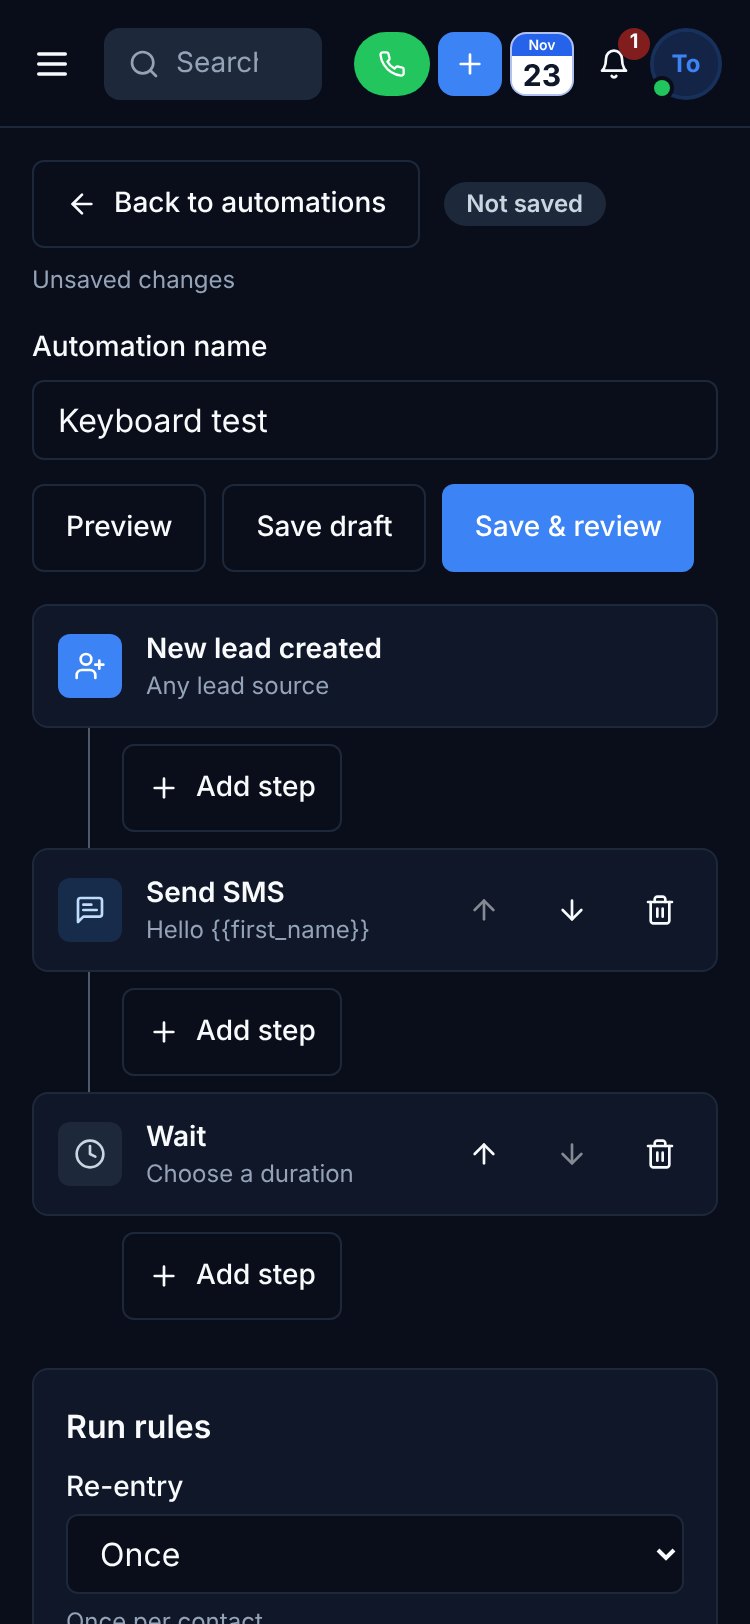 Search
Nov
23
1
To
Back to automations
Not saved
Unsaved changes
Automation name
Keyboard test
Preview
Save draft
Save & review
New lead created
Any lead source
Add step
Send SMS
Hello {{first_name}}
Add step
Wait
Choose a duration
Add step
Run rules
Re-entry
Once
Once per contact